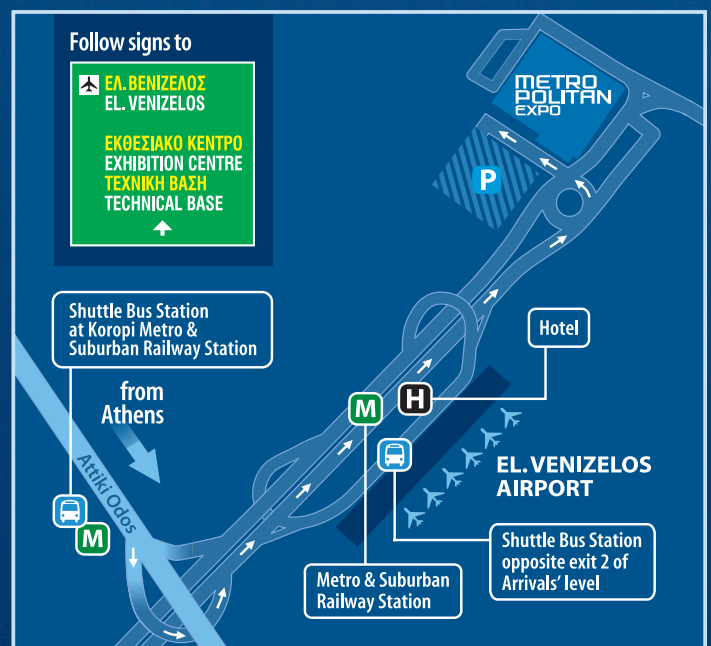 Follow signs to
ΕΛ. ΒΕΝΙΖΕΛΟΣ
EL. VENIZELOS
ΕΚΘΕΣΙΑΚΟ ΚΕΝΤΡΟ
EXHIBITION CENTRE
ΤΕΧΝΙΚΗ ΒΑΣΗ
TECHNICAL BASE
METRO
POLITAN
EXPO
P
Shuttle Bus Station
at Koropi Metro &
Suburban Railway Station
from
Athens
Attiki Odos
M
Hotel
H
M
EL. VENIZELOS
AIRPORT
Shuttle Bus Station
opposite exit 2 of
Arrivals' level
Metro & Suburban
Railway Station